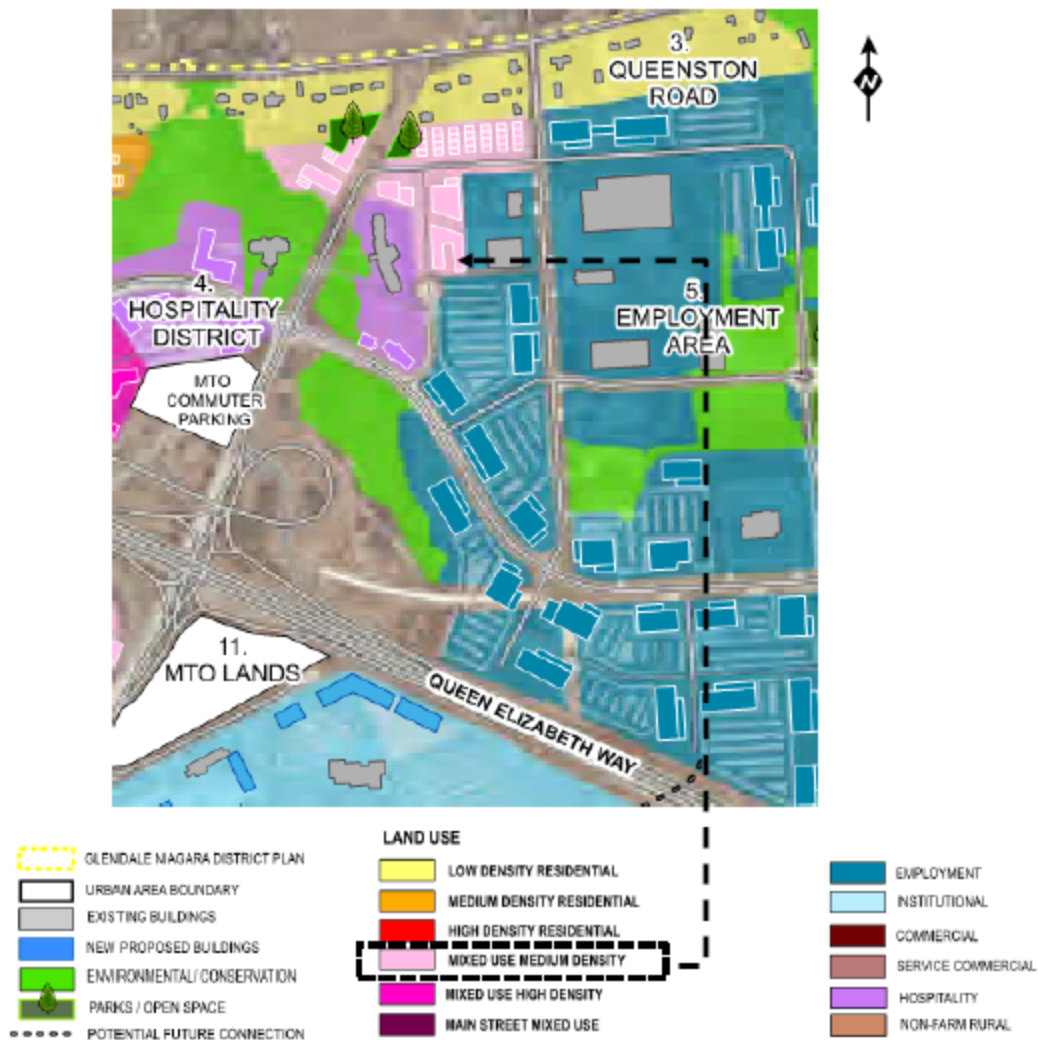 3.
QUEENSTON
ROAD
N
4.
HOSPITALITY
DISTRICT
5.
EMPLOYMENT
AREA
MTO
COMMUTER
PARKING
11.
MTO LANDS
QUEEN ELIZABETH WAY
GLENDALE NIAGARA DISTRICT PLAN
URBAN AREA BOUNDARY
EXISTING BUILDINGS
NEW PROPOSED BUILDINGS
ENVIRONMENTAL/ CONSERVATION
PARKS / OPEN SPACE
POTENTIAL FUTURE CONNECTION
LAND USE
LOW DENSITY RESIDENTIAL
MEDIUM DENSITY RESIDENTIAL
HIGH DENSITY RESIDENTIAL
MIXED USE MEDIUM DENSITY
MIXED USE HIGH DENSITY
MAIN STREET MIXED USE
EMPLOYMENT
INSTITUTIONAL
COMMERCIAL
SERVICE COMMERCIAL
HOSPITALITY
NON-FARM RURAL